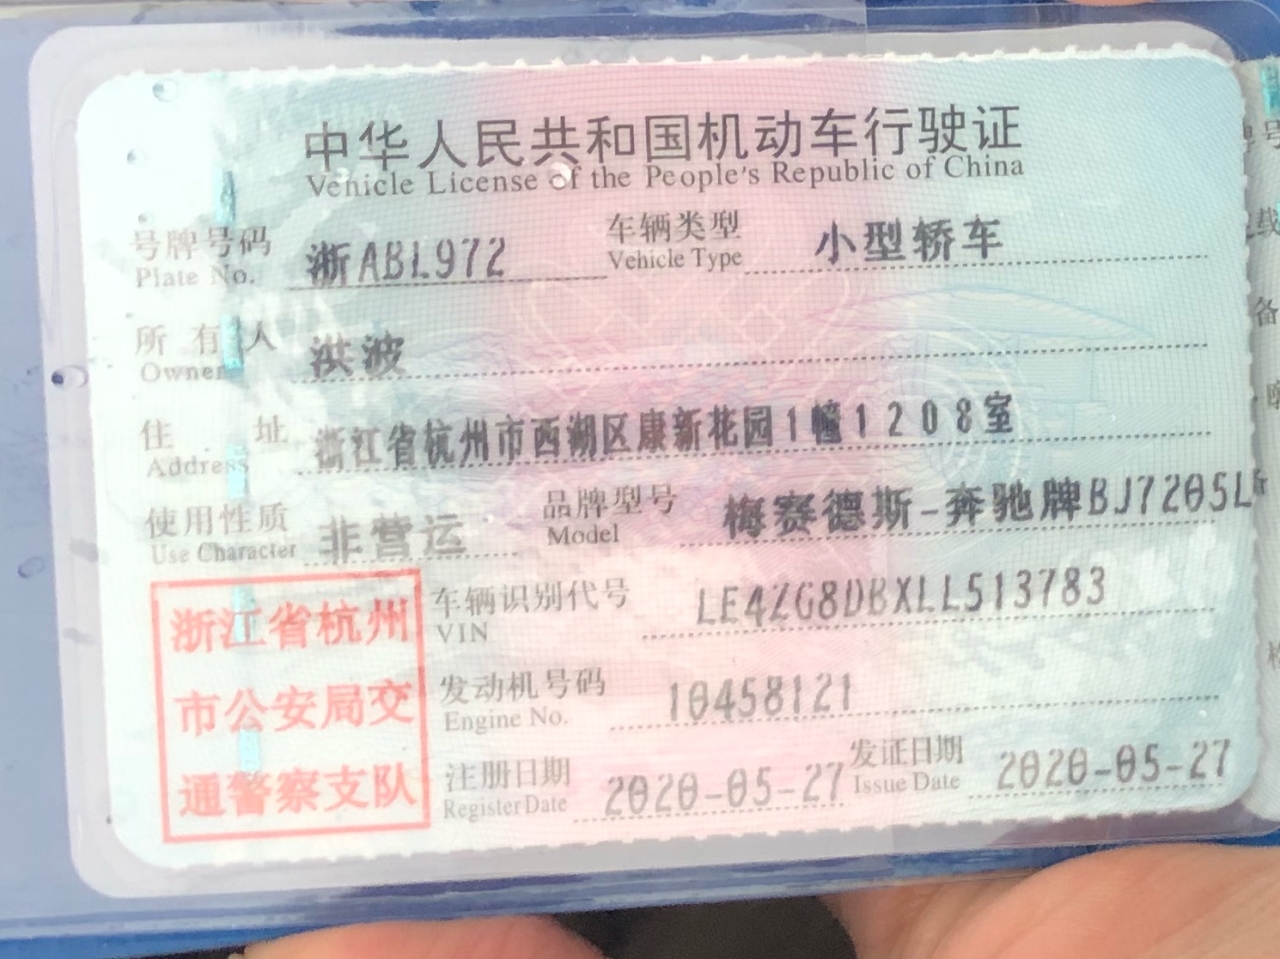 中华人民共和国机动车行驶证
Vehicle License of the People's Republic of China
号牌号码 浙ABL972 车辆类型 小型轿车
Plate No. Vehicle Type
所有人 洪波
Owner
住址 浙江省杭州市西湖区康新花园1幢1208室
Address
使用性质 非营运 品牌型号 梅赛德斯-奔驰牌BJ7205L
Use Character Model
浙江省杭州
市公安局交
通警察支队
车辆识别代号 LE4ZG8DBXLL513783
VIN
发动机号码 10458121
Engine No.
注册日期 2020-05-27 发证日期 2020-05-27
Register Date Issue Date